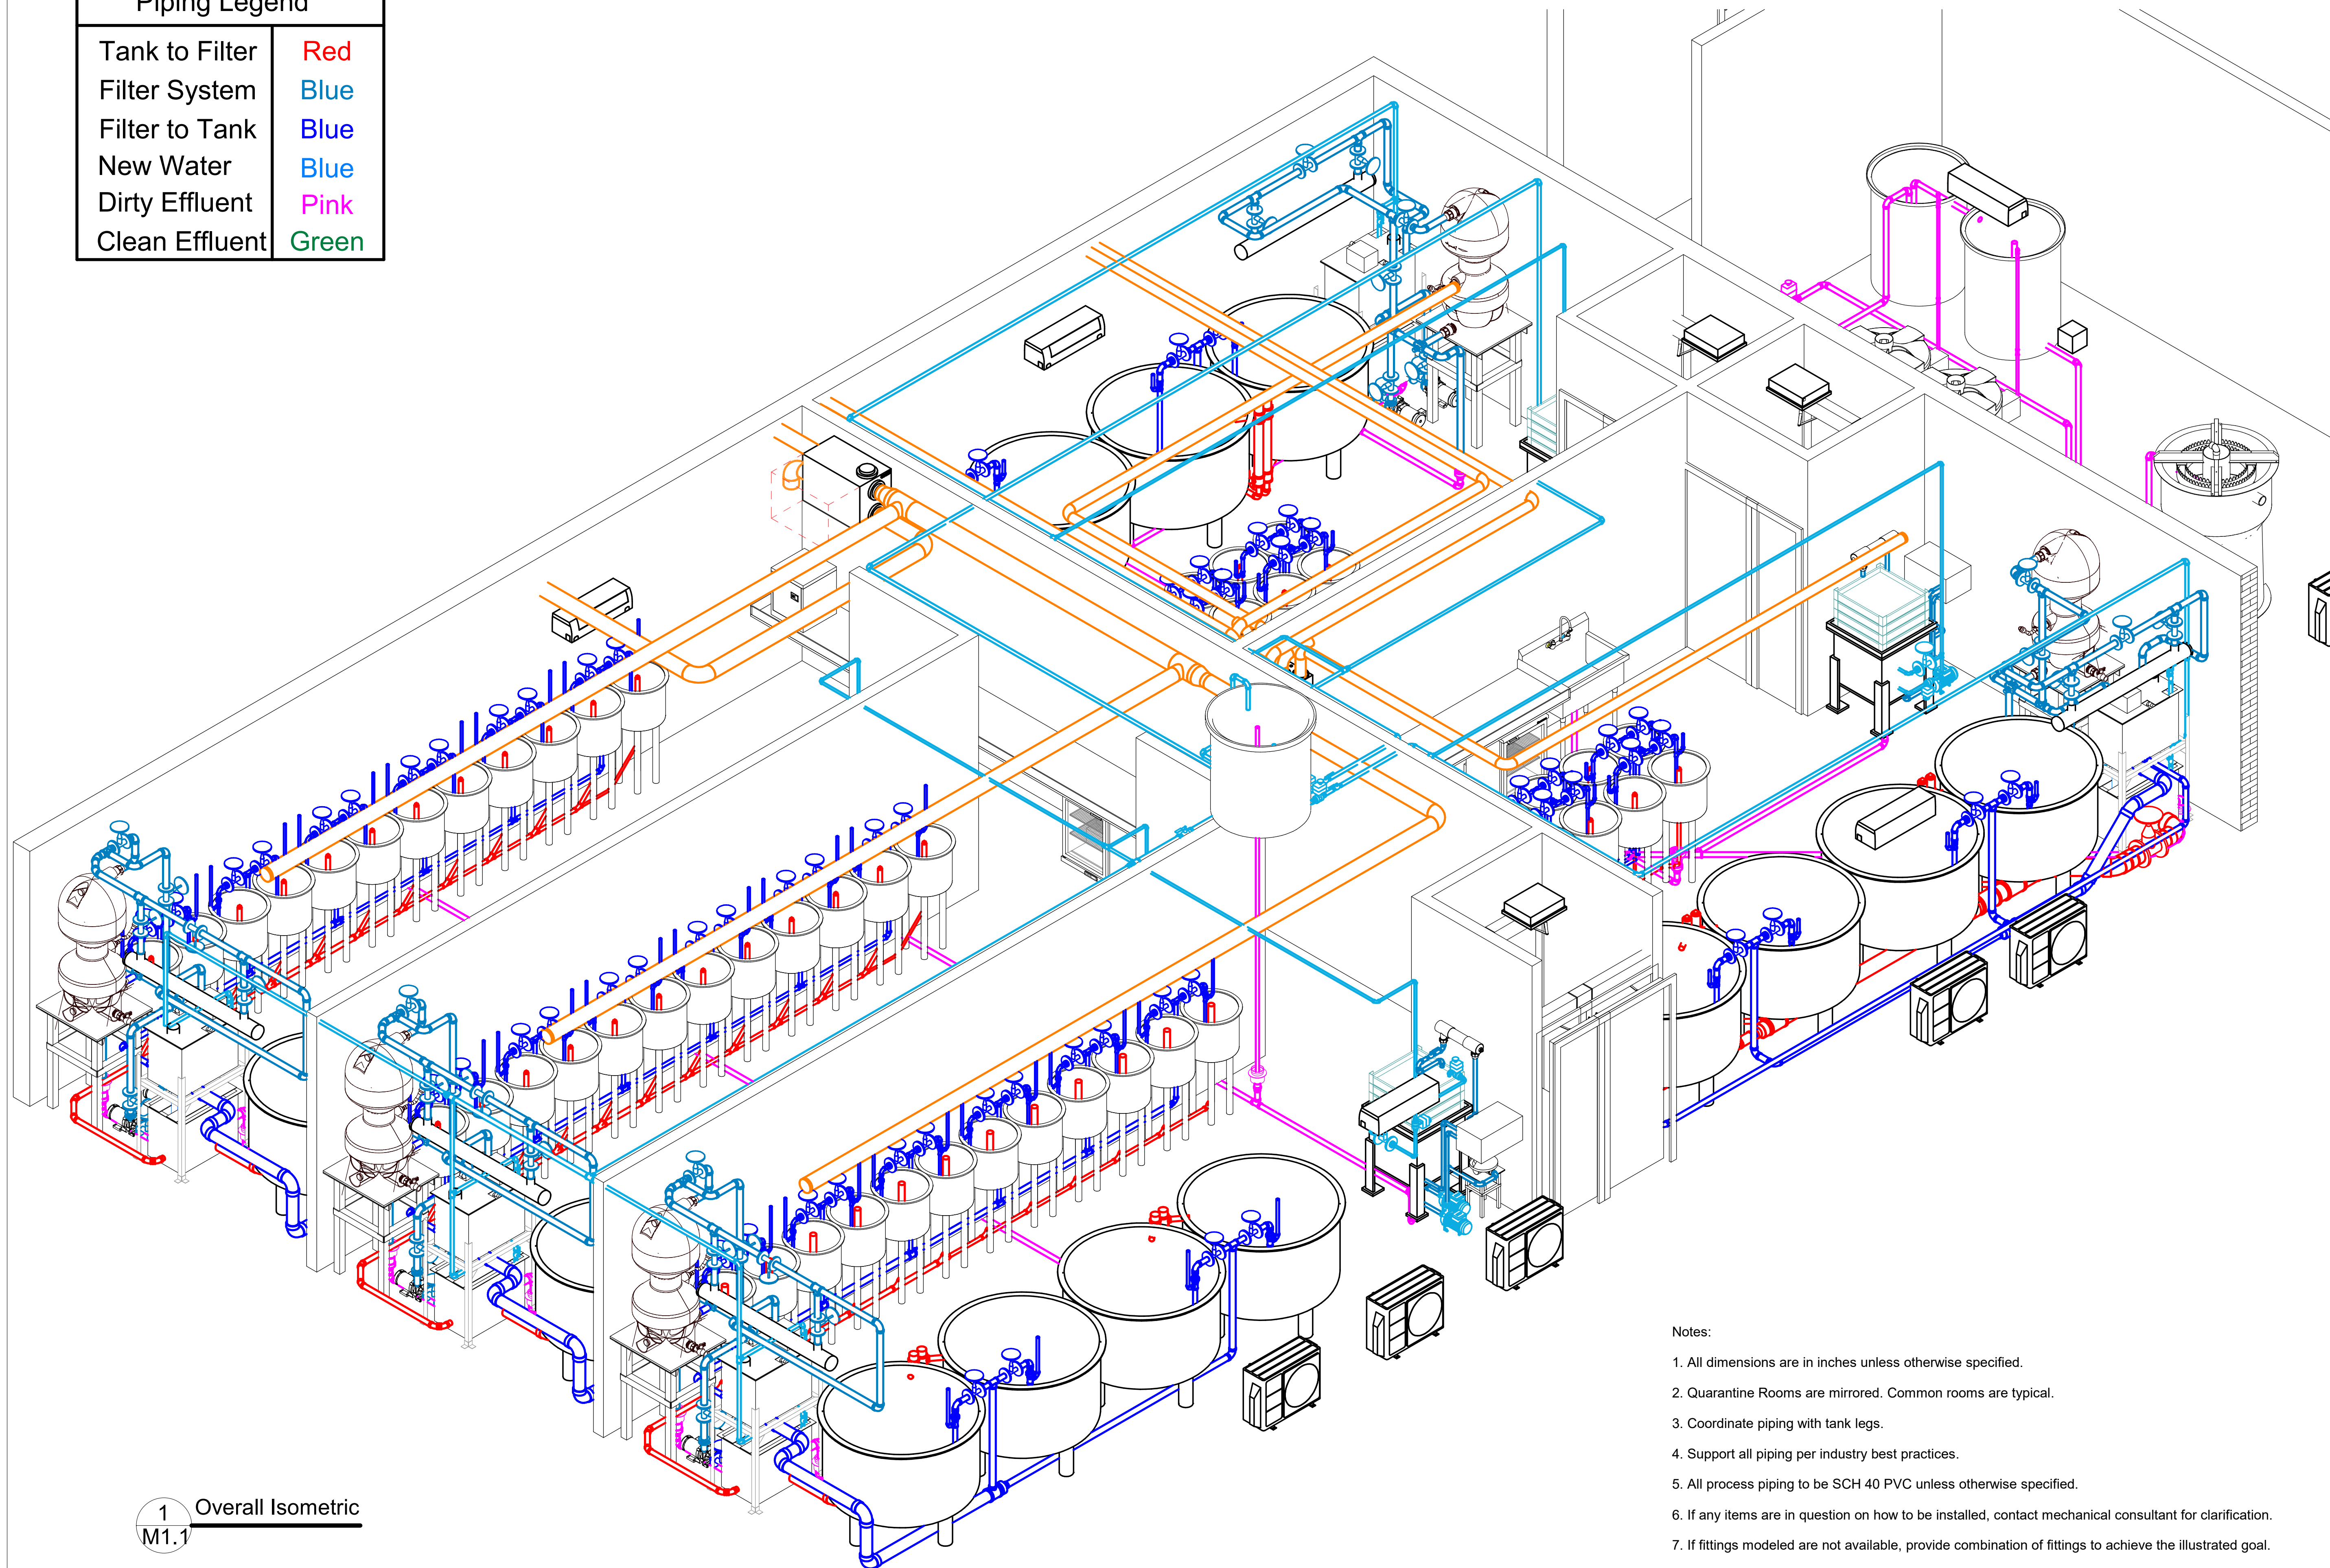 Piping Legend
Tank to Filter Red
Filter System Blue
Filter to Tank Blue
New Water Blue
Dirty Effluent Pink
Clean Effluent Green
Notes:
1. All dimensions are in inches unless otherwise specified.
2. Quarantine Rooms are mirrored. Common rooms are typical.
3. Coordinate piping with tank legs.
4. Support all piping per industry best practices.
5. All process piping to be SCH 40 PVC unless otherwise specified.
6. If any items are in question on how to be installed, contact mechanical consultant for clarification.
7. If fittings modeled are not available, provide combination of fittings to achieve the illustrated goal.
1
Overall Isometric
M1.1